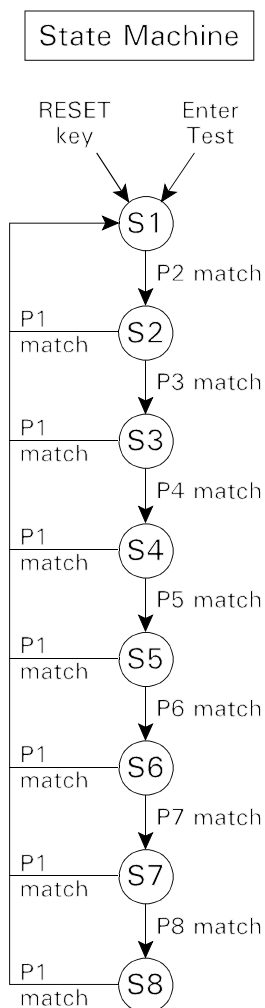 State Machine
RESET
key
Enter
Test
S1
P2 match
P1
match
S2
P3 match
P1
match
S3
P4 match
P1
match
S4
P5 match
P1
match
S5
P6 match
P1
match
S6
P7 match
P1
match
S7
P8 match
P1
match
S8